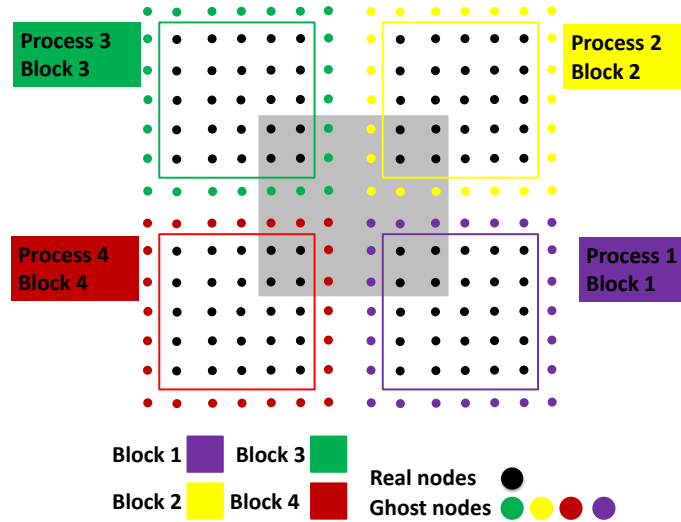 Process 3
Block 3
Process 2
Block 2
Process 4
Block 4
Process 1
Block 1
Block 1
Block 3
Block 2
Block 4
Real nodes
Ghost nodes